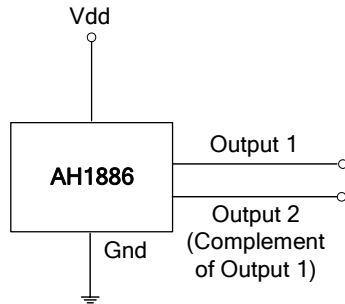 Vdd
AH1886
Output 1
Output 2
(Complement
of Output 1)
Gnd